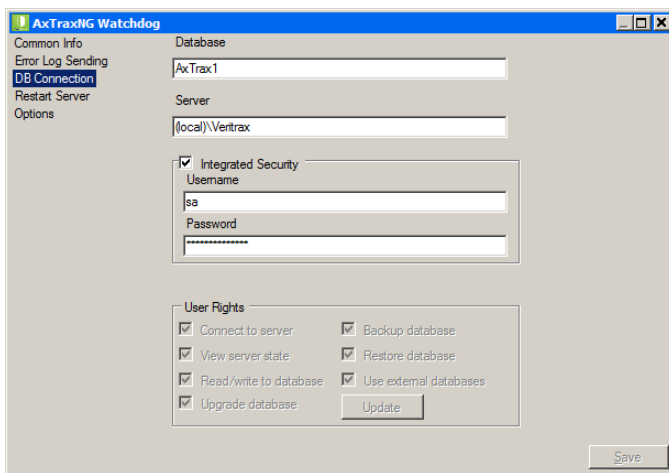 AxTraxNG Watchdog
Common Info
Error Log Sending
DB Connection
Restart Server
Options
Database
AxTrax1
Server
(local)\Veritrax
Integrated Security
Username
sa
Password
**************
User Rights
Connect to server
Backup database
View server state
Restore database
Read/write to database
Use external databases
Upgrade database
Update
Save